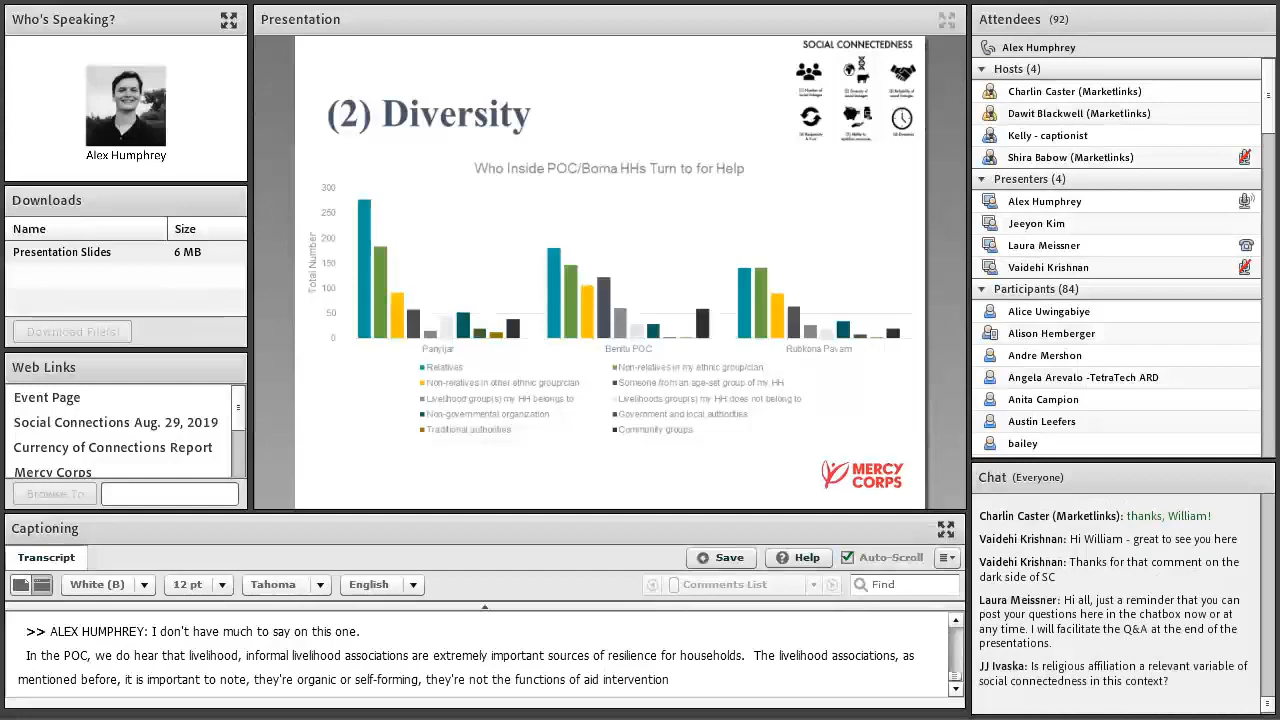 Who's Speaking?
Alex Humphrey
Downloads
Name Size
Presentation Slides 6 MB
Download File(s)
Web Links
Event Page
Social Connections Aug. 29, 2019
Currency of Connections Report
Mercy Corps
Browse To
Presentation
SOCIAL CONNECTEDNESS
(2) Diversity
Who Inside POC/Boma HHs Turn to for Help
Total Number
300
250
200
150
100
50
0
Panyijar Bentiu POC Rubkona Payam
Relatives Non-relatives in my ethnic group/clan
Non-relatives in other ethnic group/clan Someone from an age-set group of my HH
Livelihood group(s) my HH belongs to Livelihoods group(s) my HH does not belong to
Non-governmental organization Government and local authorities
Traditional authorities Community groups
MERCY
CORPS
Captioning
Transcript
Save Help Auto-Scroll
White (B) 12 pt Tahoma English Comments List Find
>> ALEX HUMPHREY: I don't have much to say on this one.
In the POC, we do hear that livelihood, informal livelihood associations are extremely important sources of resilience for households. The livelihood associations, as
mentioned before, it is important to note, they're organic or self-forming, they're not the functions of aid intervention
Attendees (92)
Alex Humphrey
Hosts (4)
Charlin Caster (Marketlinks)
Dawit Blackwell (Marketlinks)
Kelly - captionist
Shira Babow (Marketlinks)
Presenters (4)
Alex Humphrey
Jeeyon Kim
Laura Meissner
Vaidehi Krishnan
Participants (84)
Alice Uwingabiye
Alison Hemberger
Andre Mershon
Angela Arevalo -TetraTech ARD
Anita Campion
Austin Leefers
bailey
Chat (Everyone)
Charlin Caster (Marketlinks): thanks, William!
Vaidehi Krishnan: Hi William - great to see you here
Vaidehi Krishnan: Thanks for that comment on the
dark side of SC
Laura Meissner: Hi all, just a reminder that you can
post your questions here in the chatbox now or at
any time. I will facilitate the Q&A at the end of the
presentations.
JJ Ivaska: Is religious affiliation a relevant variable of
social connectedness in this context?